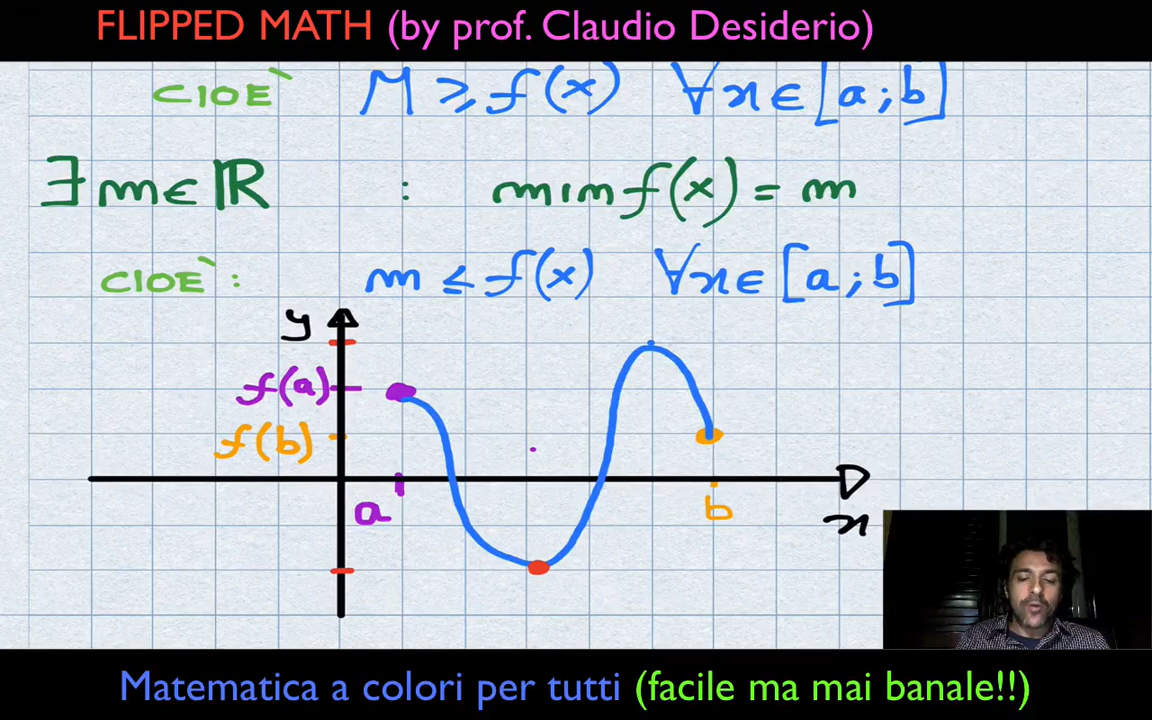 FLIPPED MATH (by prof. Claudio Desiderio)
CIOE` M ⩾ f(x) ∀x∈[a;b]
∃ m∈ℝ : min f(x) = m
CIOE`: m ≤ f(x) ∀x∈[a;b]
y
f(a)
f(b)
a
b
x
Matematica a colori per tutti (facile ma mai banale!!)